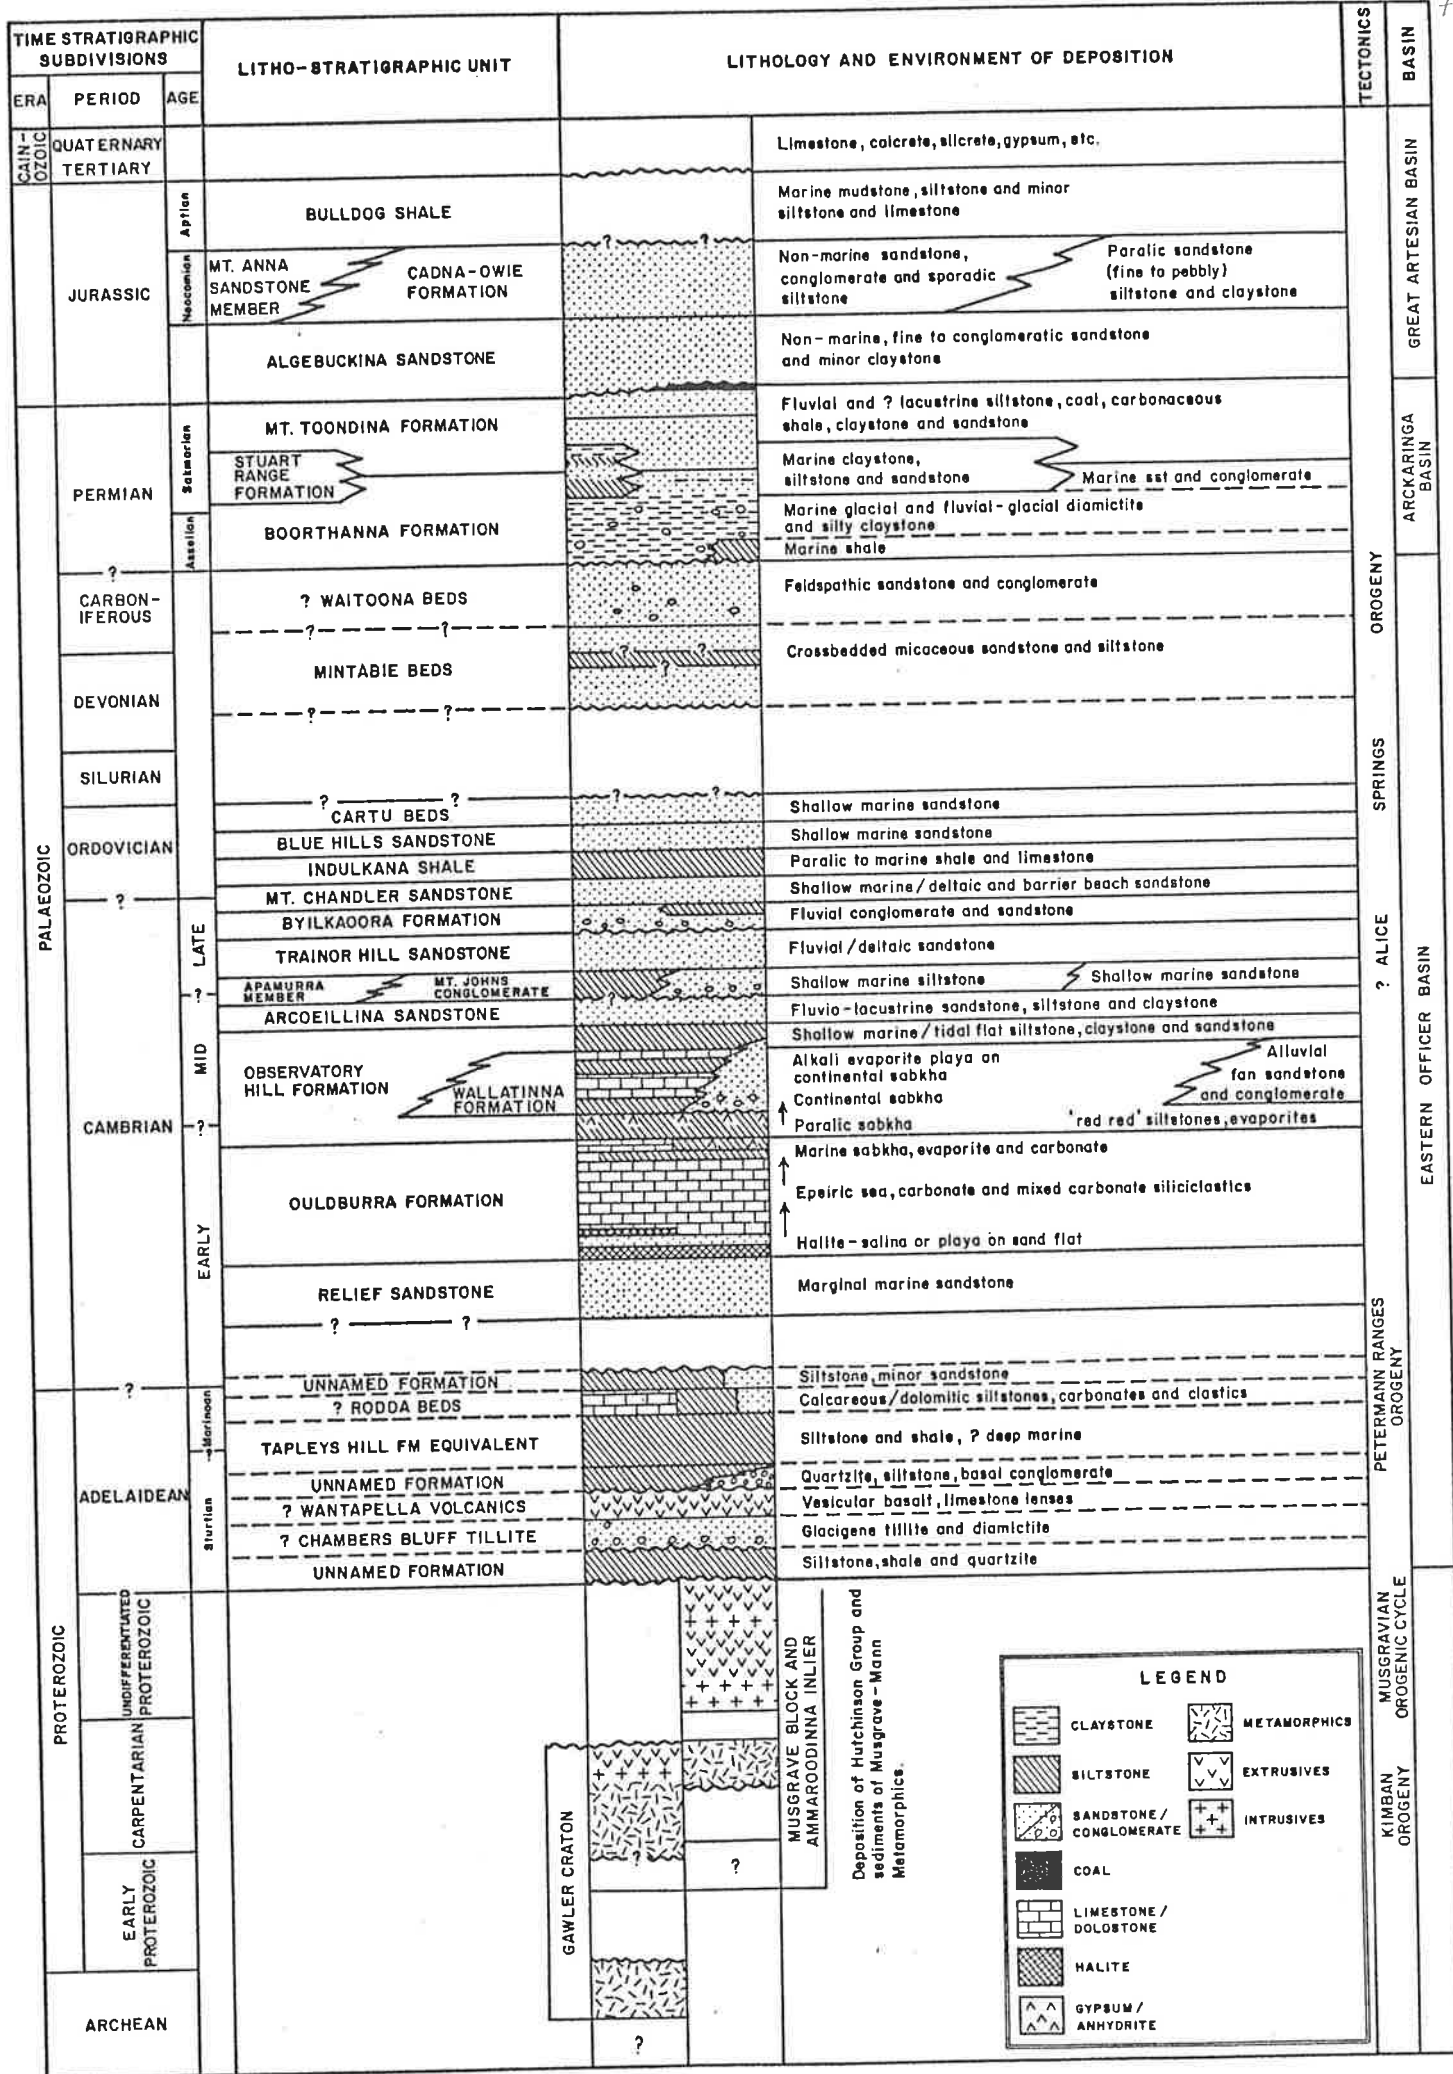 TIME STRATIGRAPHIC
SUBDIVISIONS
LITHO-STRATIGRAPHIC UNIT
LITHOLOGY AND ENVIRONMENT OF DEPOSITION
TECTONICS
BASIN
ERA
PERIOD
AGE
CAIN-
OZOIC
QUATERNARY
TERTIARY
Limestone, calcrete, silcrete, gypsum, etc.
JURASSIC
Aptian
BULLDOG SHALE
Marine mudstone, siltstone and minor
siltstone and limestone
Neocomian
MT. ANNA
SANDSTONE
MEMBER
CADNA-OWIE
FORMATION
? ?
Non-marine sandstone,
conglomerate and sporadic
siltstone
Paralic sandstone
(fine to pebbly)
siltstone and claystone
ALGEBUCKINA SANDSTONE
Non-marine, fine to conglomeratic sandstone
and minor claystone
GREAT ARTESIAN BASIN
PALAEOZOIC
PERMIAN
Sakmarian
MT. TOONDINA FORMATION
Fluvial and ? lacustrine siltstone, coal, carbonaceous
shale, claystone and sandstone
STUART
RANGE
FORMATION
Marine claystone,
siltstone and sandstone
Marine sst and conglomerate
Asselian
BOORTHANNA FORMATION
Marine glacial and fluvial-glacial diamictite
and silty claystone
Marine shale
ARCKARINGA
BASIN
?
CARBON-
IFEROUS
? WAITOONA BEDS
Feldspathic sandstone and conglomerate
? ?
MINTABIE BEDS
? ?
?
Crossbedded micaceous sandstone and siltstone
DEVONIAN
? ?
SILURIAN
? ?
? ?
ORDOVICIAN
CARTU BEDS
Shallow marine sandstone
BLUE HILLS SANDSTONE
Shallow marine sandstone
INDULKANA SHALE
Paralic to marine shale and limestone
MT. CHANDLER SANDSTONE
Shallow marine/deltaic and barrier beach sandstone
?
CAMBRIAN
LATE
BYILKAOORA FORMATION
Fluvial conglomerate and sandstone
TRAINOR HILL SANDSTONE
Fluvial/deltaic sandstone
APAMURRA
MEMBER
MT. JOHNS
CONGLOMERATE
Shallow marine siltstone
Shallow marine sandstone
?
?
MID
ARCOEILLINA SANDSTONE
Fluvio-lacustrine sandstone, siltstone and claystone
Shallow marine/tidal flat siltstone, claystone and sandstone
OBSERVATORY
HILL FORMATION
WALLATINNA
FORMATION
Alkali evaporite playa on
continental sabkha
Continental sabkha
Alluvial
fan sandstone
and conglomerate
?
Paralic sabkha
'red red' siltstones, evaporites
EARLY
OULDBURRA FORMATION
Marine sabkha, evaporite and carbonate
Epeiric sea, carbonate and mixed carbonate siliciclastics
Halite-salina or playa on sand flat
RELIEF SANDSTONE
Marginal marine sandstone
? ?
? ALICE SPRINGS OROGENY
EASTERN OFFICER BASIN
?
PROTEROZOIC
ADELAIDEAN
Marinoan
UNNAMED FORMATION
Siltstone, minor sandstone
? RODDA BEDS
Calcareous/dolomitic siltstones, carbonates and clastics
TAPLEYS HILL FM EQUIVALENT
Siltstone and shale, ? deep marine
?
Sturtian
UNNAMED FORMATION
Quartzite, siltstone, basal conglomerate
? WANTAPELLA VOLCANICS
Vesicular basalt, limestone lenses
? CHAMBERS BLUFF TILLITE
Glacigene tillite and diamictite
UNNAMED FORMATION
Siltstone, shale and quartzite
PETERMANN RANGES
OROGENY
UNDIFFERENTIATED
PROTEROZOIC
CARPENTARIAN
EARLY
PROTEROZOIC
ARCHEAN
GAWLER CRATON
?
?
?
MUSGRAVE BLOCK AND
AMMAROODINNA INLIER
Deposition of Hutchinson Group and
sediments of Musgrave-Mann
Metamorphics.
MUSGRAVIAN
OROGENIC CYCLE
KIMBAN
OROGENY
LEGEND
CLAYSTONE
METAMORPHICS
SILTSTONE
EXTRUSIVES
SANDSTONE/
CONGLOMERATE
INTRUSIVES
COAL
LIMESTONE/
DOLOSTONE
HALITE
GYPSUM/
ANHYDRITE